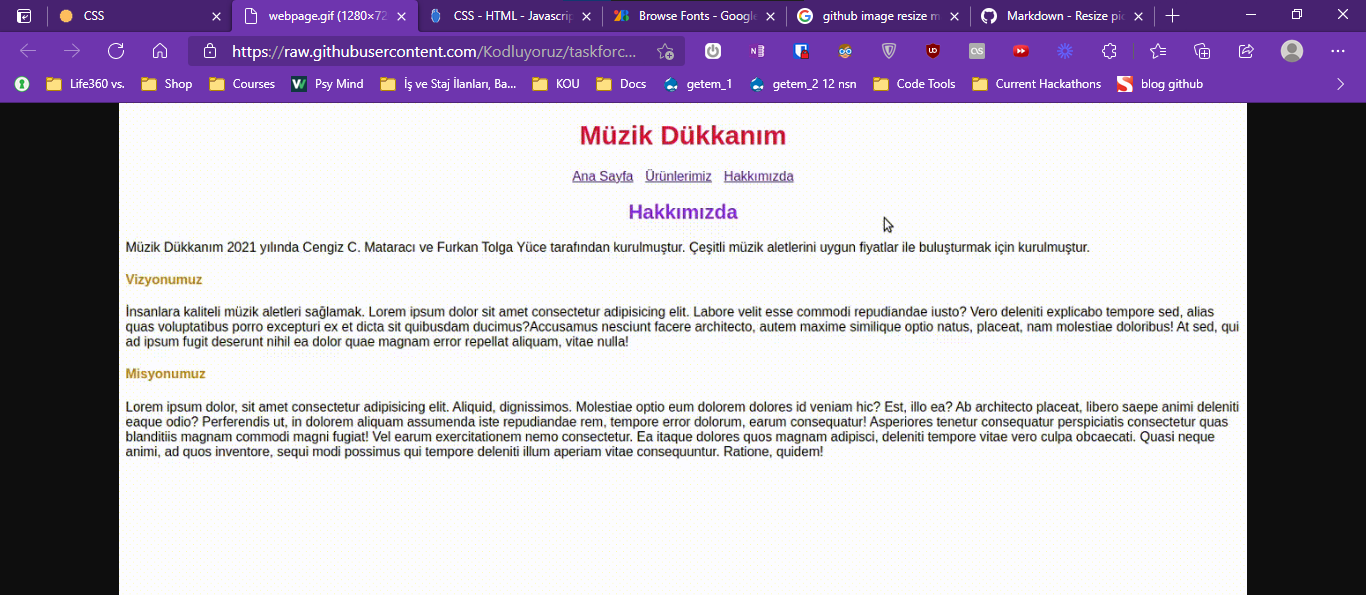 CSS
webpage.gif (1280×72
CSS - HTML - Javascrip
Browse Fonts - Google
github image resize m
Markdown - Resize pic
https://raw.githubusercontent.com/Kodluyoruz/taskforc...
Life360 vs.
Shop
Courses
Psy Mind
İş ve Staj İlanları, Ba...
KOU
Docs
getem_1
getem_2 12 nsn
Code Tools
Current Hackathons
blog github
Müzik Dükkanım
Ana Sayfa Ürünlerimiz Hakkımızda
Hakkımızda
Müzik Dükkanım 2021 yılında Cengiz C. Mataracı ve Furkan Tolga Yüce tarafından kurulmuştur. Çeşitli müzik aletlerini uygun fiyatlar ile buluşturmak için kurulmuştur.
Vizyonumuz
İnsanlara kaliteli müzik aletleri sağlamak. Lorem ipsum dolor sit amet consectetur adipisicing elit. Labore velit esse commodi repudiandae iusto? Vero deleniti explicabo tempore sed, alias
quas voluptatibus porro excepturi ex et dicta sit quibusdam ducimus?Accusamus nesciunt facere architecto, autem maxime similique optio natus, placeat, nam molestiae doloribus! At sed, qui
ad ipsum fugit deserunt nihil ea dolor quae magnam error repellat aliquam, vitae nulla!
Misyonumuz
Lorem ipsum dolor, sit amet consectetur adipisicing elit. Aliquid, dignissimos. Molestiae optio eum dolorem dolores id veniam hic? Est, illo ea? Ab architecto placeat, libero saepe animi deleniti
eaque odio? Perferendis ut, in dolorem aliquam assumenda iste repudiandae rem, tempore error dolorum, earum consequatur! Asperiores tenetur consequatur perspiciatis consectetur quas
blanditiis magnam commodi magni fugiat! Vel earum exercitationem nemo consectetur. Ea itaque dolores quos magnam adipisci, deleniti tempore vitae vero culpa obcaecati. Quasi neque
animi, ad quos inventore, sequi modi possimus qui tempore deleniti illum aperiam vitae consequuntur. Ratione, quidem!